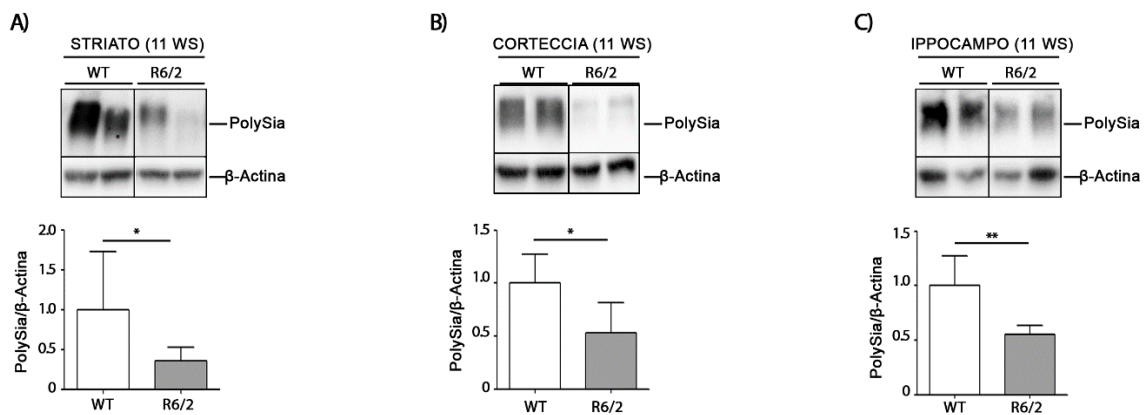 A)
STRIATO (11 WS)
WT R6/2
PolySia
β-Actina
PolySia/β-Actina
2.0
*
1.5
1.0
0.5
0
WT R6/2
B)
CORTECCIA (11 WS)
WT R6/2
PolySia
β-Actina
PolySia/β-Actina
1.5
*
1.0
0.5
0
WT R6/2
C)
IPPOCAMPO (11 WS)
WT R6/2
PolySia
β-Actina
PolySia/β-Actina
1.5
**
1.0
0.5
0
WT R6/2